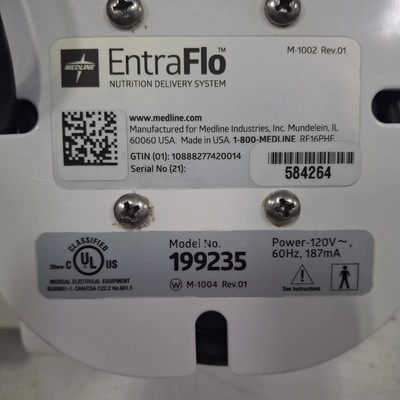 MEDLINE
EntraFlo™
NUTRITION DELIVERY SYSTEM
M-1002 Rev.01
www.medline.com
Manufactured for Medline Industries, Inc. Mundelein, IL
60060 USA. Made in USA. 1-800-MEDLINE. RE16PHF
GTIN (01): 10888277420014
Serial No (21):
584264
CLASSIFIED
C UL US
MEDICAL ELECTRICAL EQUIPMENT
Model No.
199235
W M-1004 Rev.01
Power-120V~,
60Hz, 187mA
See Instructions